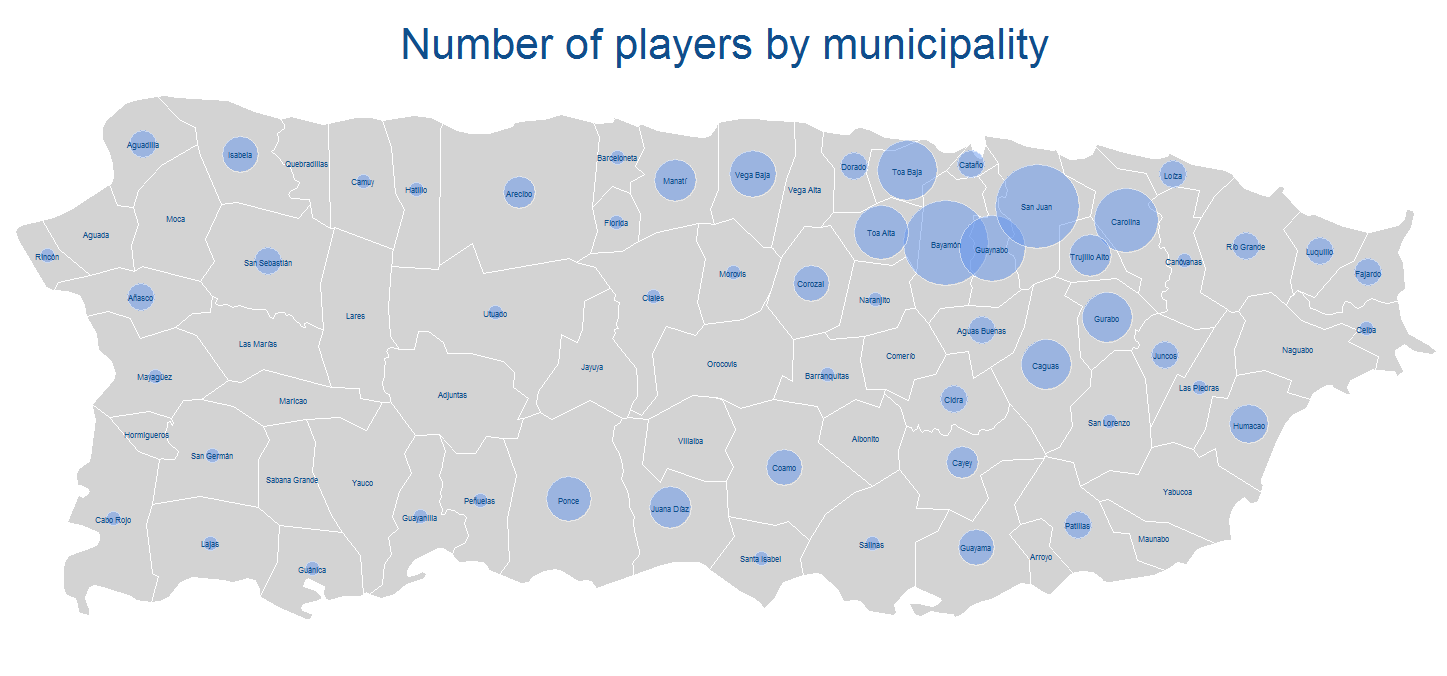 Number of players by municipality
Aguadilla
Isabela
Quebradillas
Camuy
Hatillo
Arecibo
Barceloneta
Manatí
Vega Baja
Vega Alta
Dorado
Toa Baja
Cataño
San Juan
Loíza
Carolina
Moca
Aguada
Rincón
San Sebastián
Florida
Toa Alta
Bayamón
Guaynabo
Trujillo Alto
Canóvanas
Río Grande
Luquillo
Fajardo
Añasco
Lares
Utuado
Ciales
Morovis
Corozal
Naranjito
Aguas Buenas
Gurabo
Ceiba
Las Marías
Mayagüez
Maricao
Adjuntas
Jayuya
Orocovis
Barranquitas
Comerío
Cidra
Caguas
Juncos
Las Piedras
Naguabo
Hormigueros
San Germán
Sabana Grande
Yauco
Villalba
Coamo
Aibonito
Cayey
San Lorenzo
Humacao
Cabo Rojo
Lajas
Guánica
Guayanilla
Peñuelas
Ponce
Juana Díaz
Santa Isabel
Salinas
Guayama
Arroyo
Patillas
Maunabo
Yabucoa